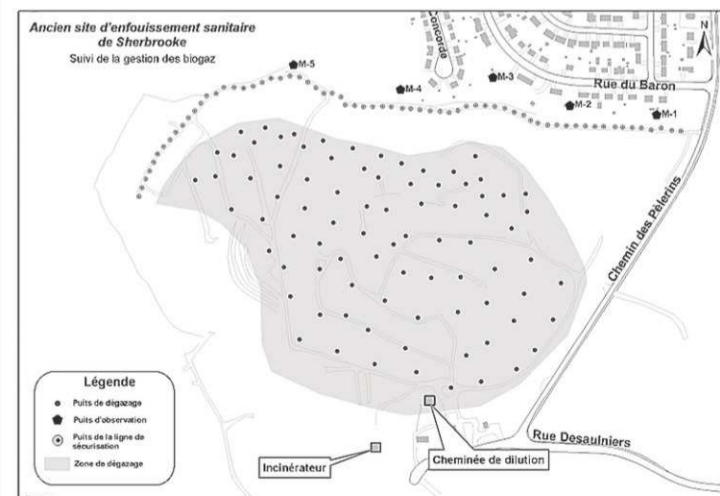 Ancien site d'enfouissement sanitaire
de Sherbrooke
Suivi de la gestion des biogaz
M-5
Concorde
N
M-3
M-4
Rue du Baron
M-2
M-1
Chemin des Pèlerins
Légende
Puits de dégazage
Puits d'observation
Puits de la ligne de
sécurisation
Zone de dégazage
Incinérateur
Cheminée de dilution
Rue Desaulniers